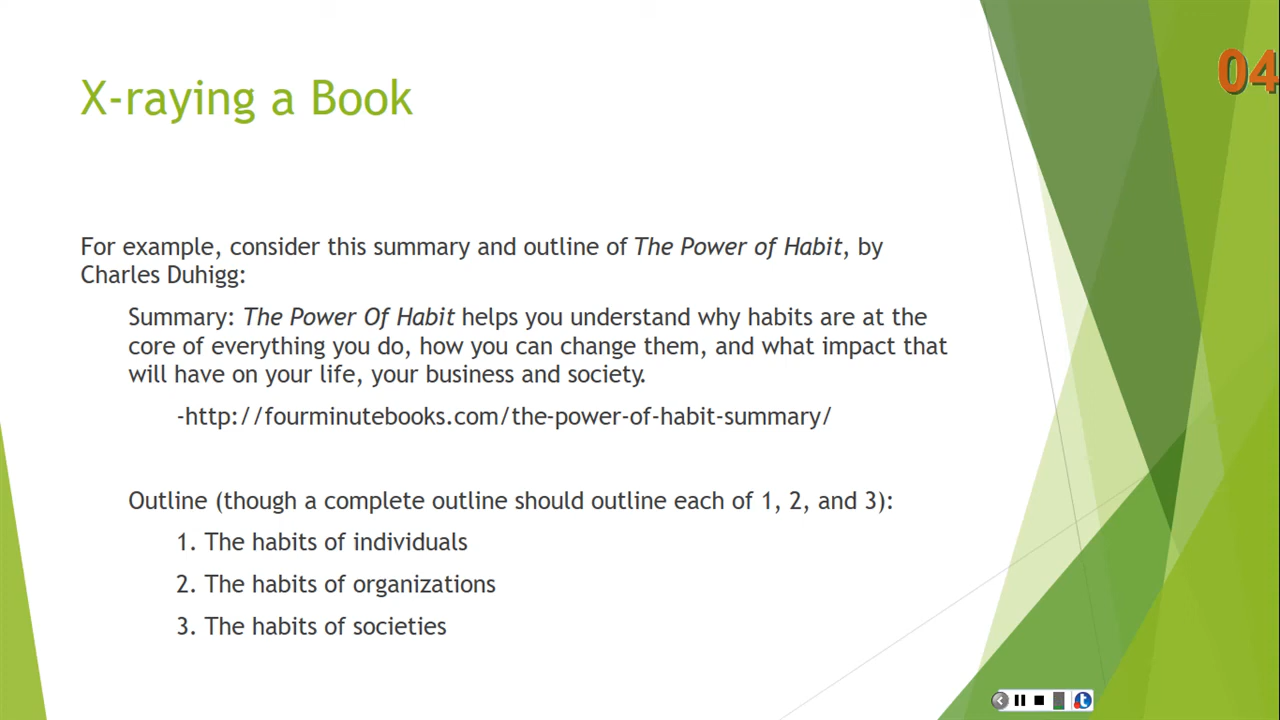 04
X-raying a Book
For example, consider this summary and outline of The Power of Habit, by
Charles Duhigg:
Summary: The Power Of Habit helps you understand why habits are at the
core of everything you do, how you can change them, and what impact that
will have on your life, your business and society.
-http://fourminutebooks.com/the-power-of-habit-summary/
Outline (though a complete outline should outline each of 1, 2, and 3):
1. The habits of individuals
2. The habits of organizations
3. The habits of societies
t